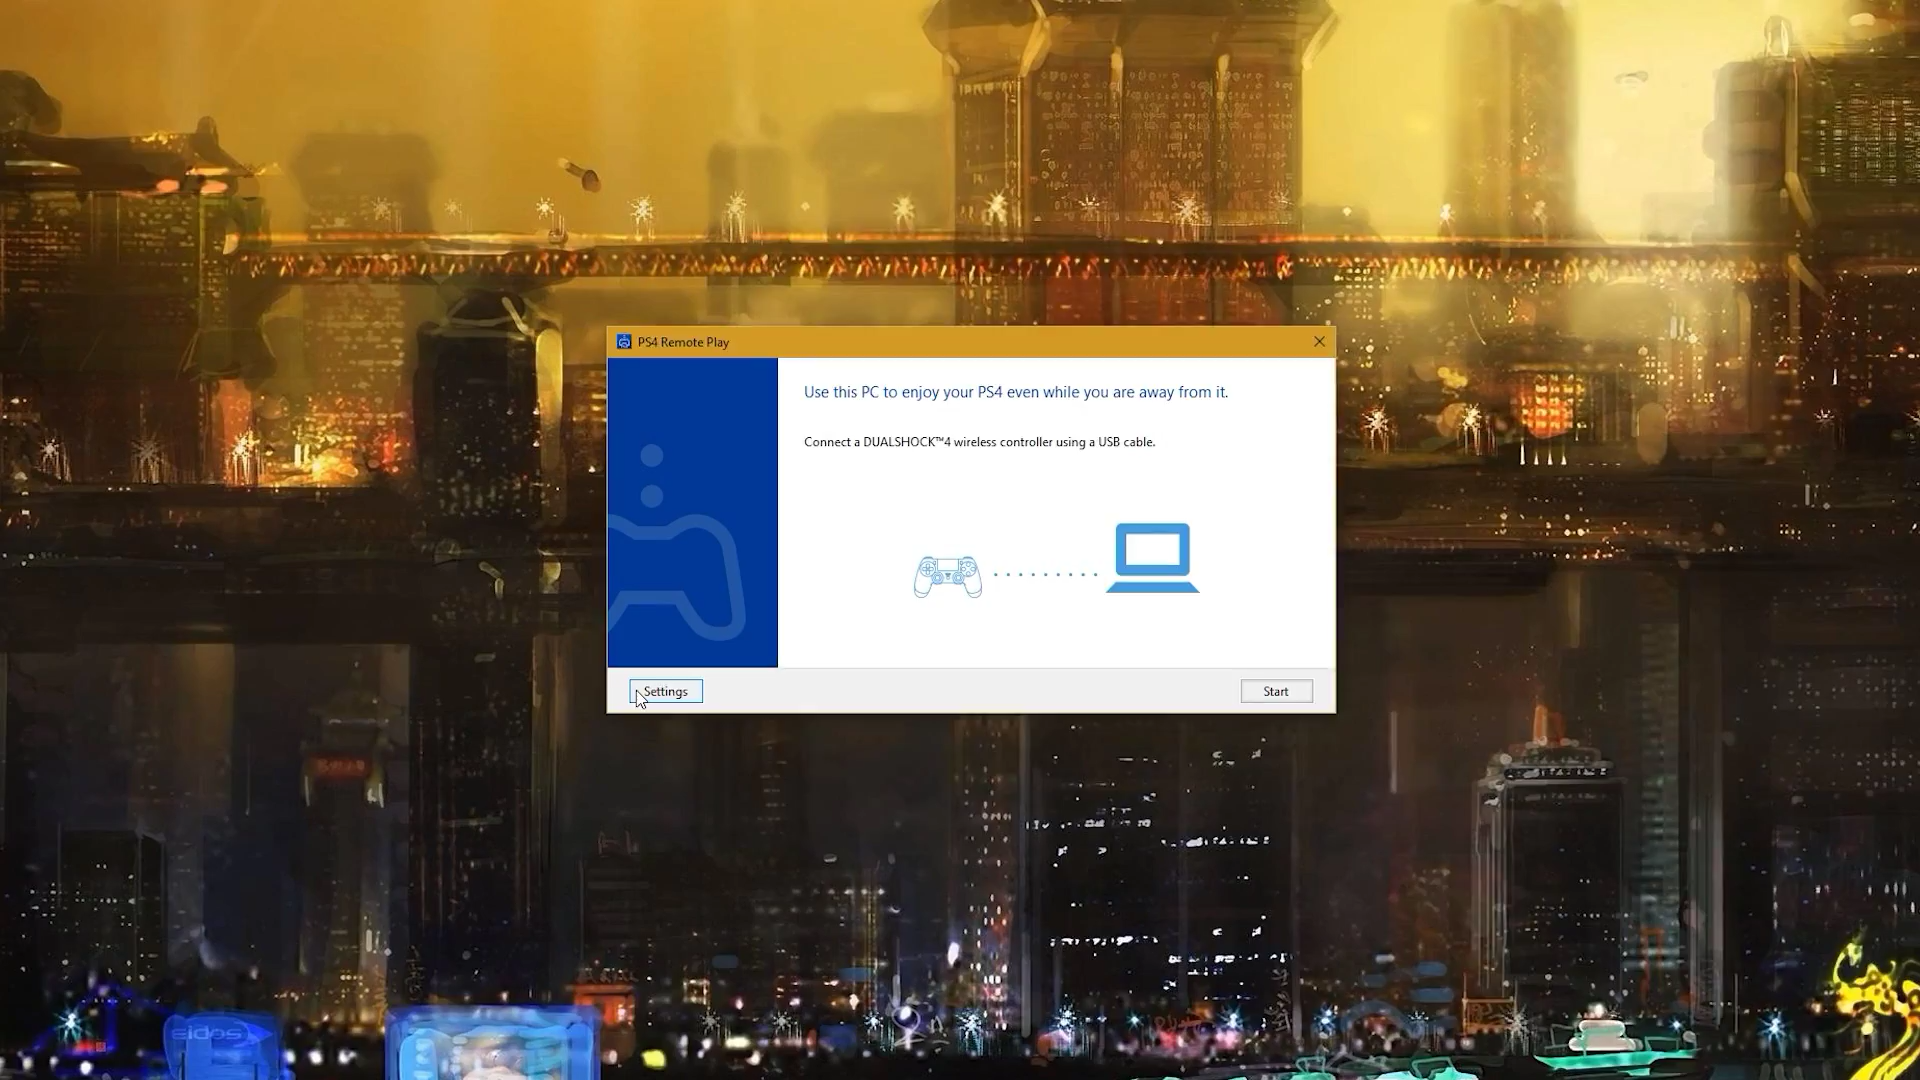 PS4 Remote Play
Use this PC to enjoy your PS4 even while you are away from it.
Connect a DUALSHOCK™4 wireless controller using a USB cable.
Settings
Start
eidos